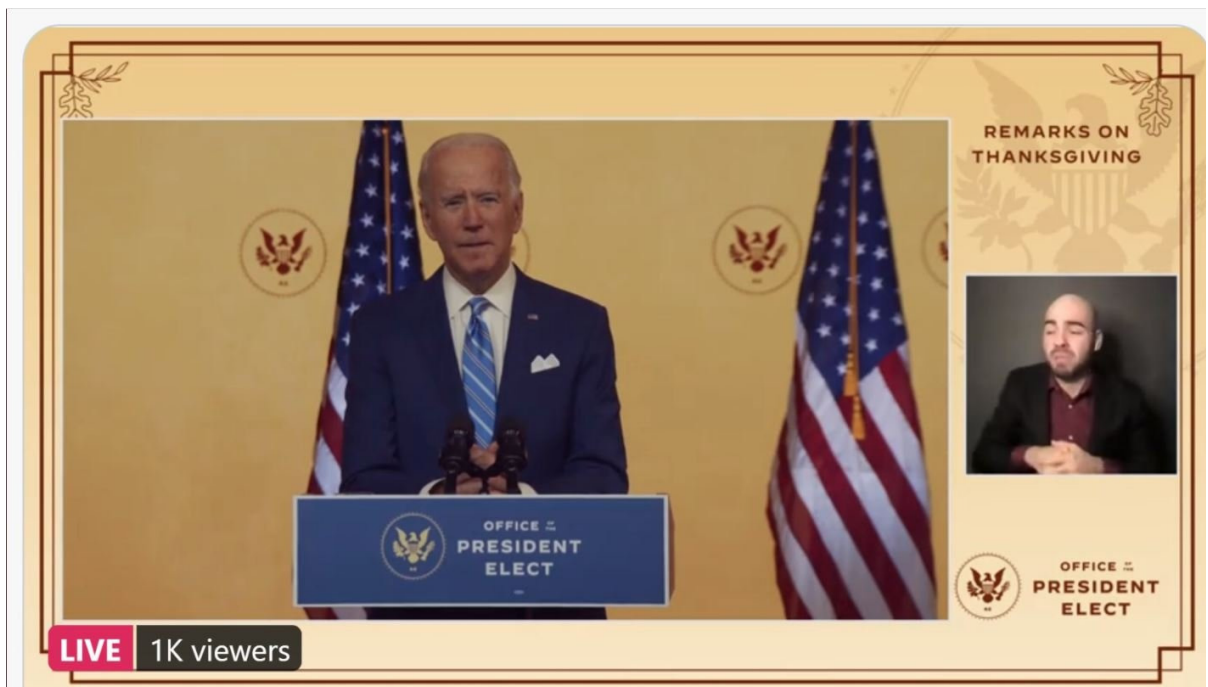 REMARKS ON
THANKSGIVING
OFFICE OF THE
PRESIDENT
ELECT
OFFICE OF THE
PRESIDENT
ELECT
LIVE 1K viewers